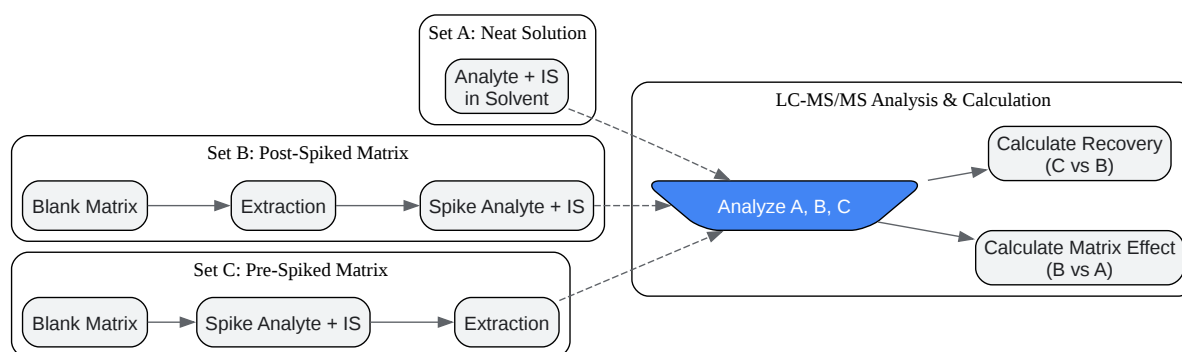 Set A: Neat Solution
Analyte + IS
in Solvent
Set B: Post-Spiked Matrix
Blank Matrix
Extraction
Spike Analyte + IS
Set C: Pre-Spiked Matrix
Blank Matrix
Spike Analyte + IS
Extraction
LC-MS/MS Analysis & Calculation
Analyze A, B, C
Calculate Recovery
(C vs B)
Calculate Matrix Effect
(B vs A)